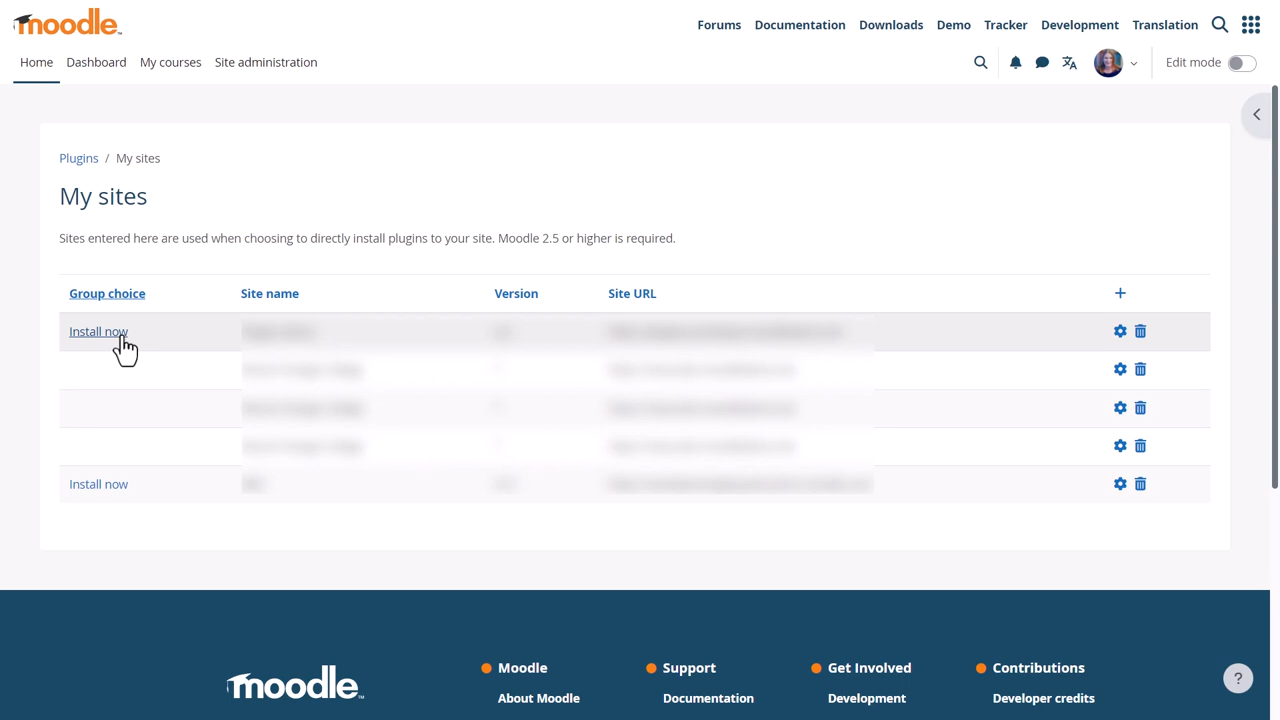 moodle
Forums Documentation Downloads Demo Tracker Development Translation
Home Dashboard My courses Site administration
Edit mode
Plugins / My sites
My sites
Sites entered here are used when choosing to directly install plugins to your site. Moodle 2.5 or higher is required.
Group choice Site name Version Site URL +
Install now
Install now
moodle
Moodle Support Get Involved Contributions
About Moodle Documentation Development Developer credits
?